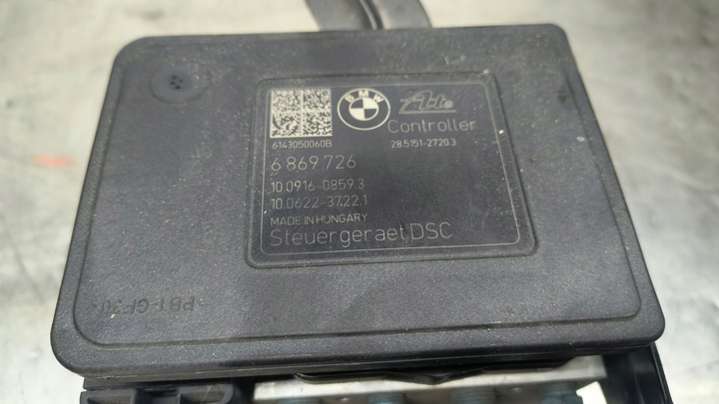 BMW
Ate
Controller
6143050060B
28.5151-2720.3
6 869 726
10.0916-0859.3
10.0622-3722.1
MADE IN HUNGARY
Steuergeraet DSC